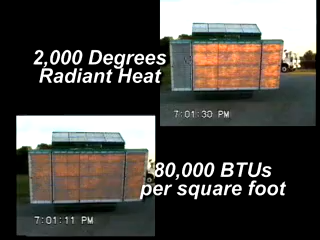 2,000 Degrees
Radiant Heat
7:01:30 PM
80,000 BTUs
per square foot
7:01:11 PM